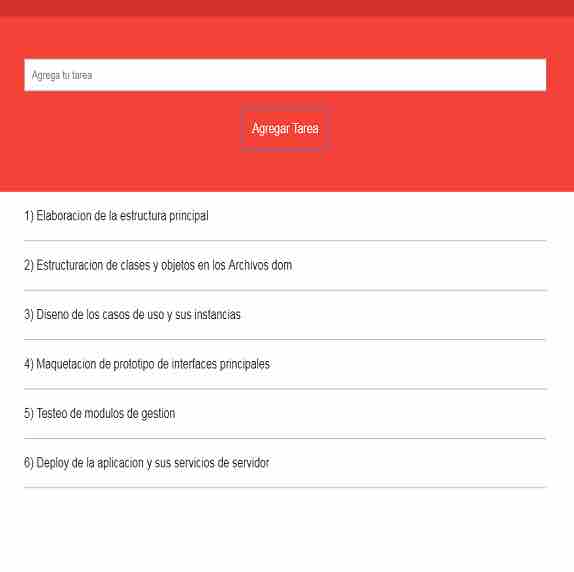 Agrega tu tarea
Agregar Tarea
1) Elaboracion de la estructura principal
2) Estructuracion de clases y objetos en los Archivos dom
3) Diseno de los casos de uso y sus instancias
4) Maquetacion de prototipo de interfaces principales
5) Testeo de modulos de gestion
6) Deploy de la aplicacion y sus servicios de servidor